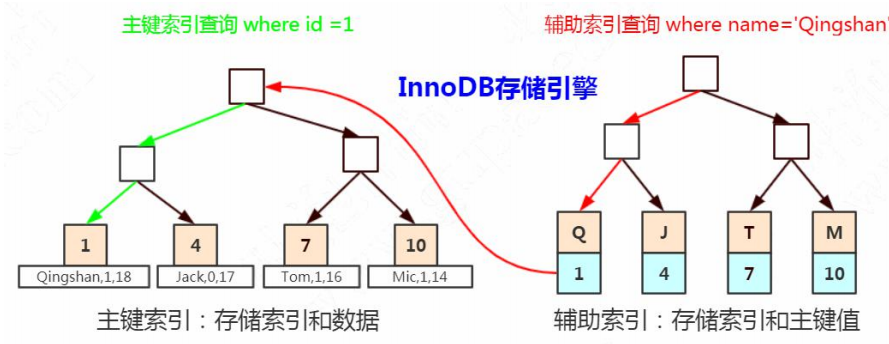 主键索引查询 where id =1
辅助索引查询 where name='Qingshan'
InnoDB存储引擎
1
4
7
10
Qingshan,1,18
Jack,0,17
Tom,1,16
Mic,1,14
Q
J
T
M
1
4
7
10
主键索引：存储索引和数据
辅助索引：存储索引和主键值